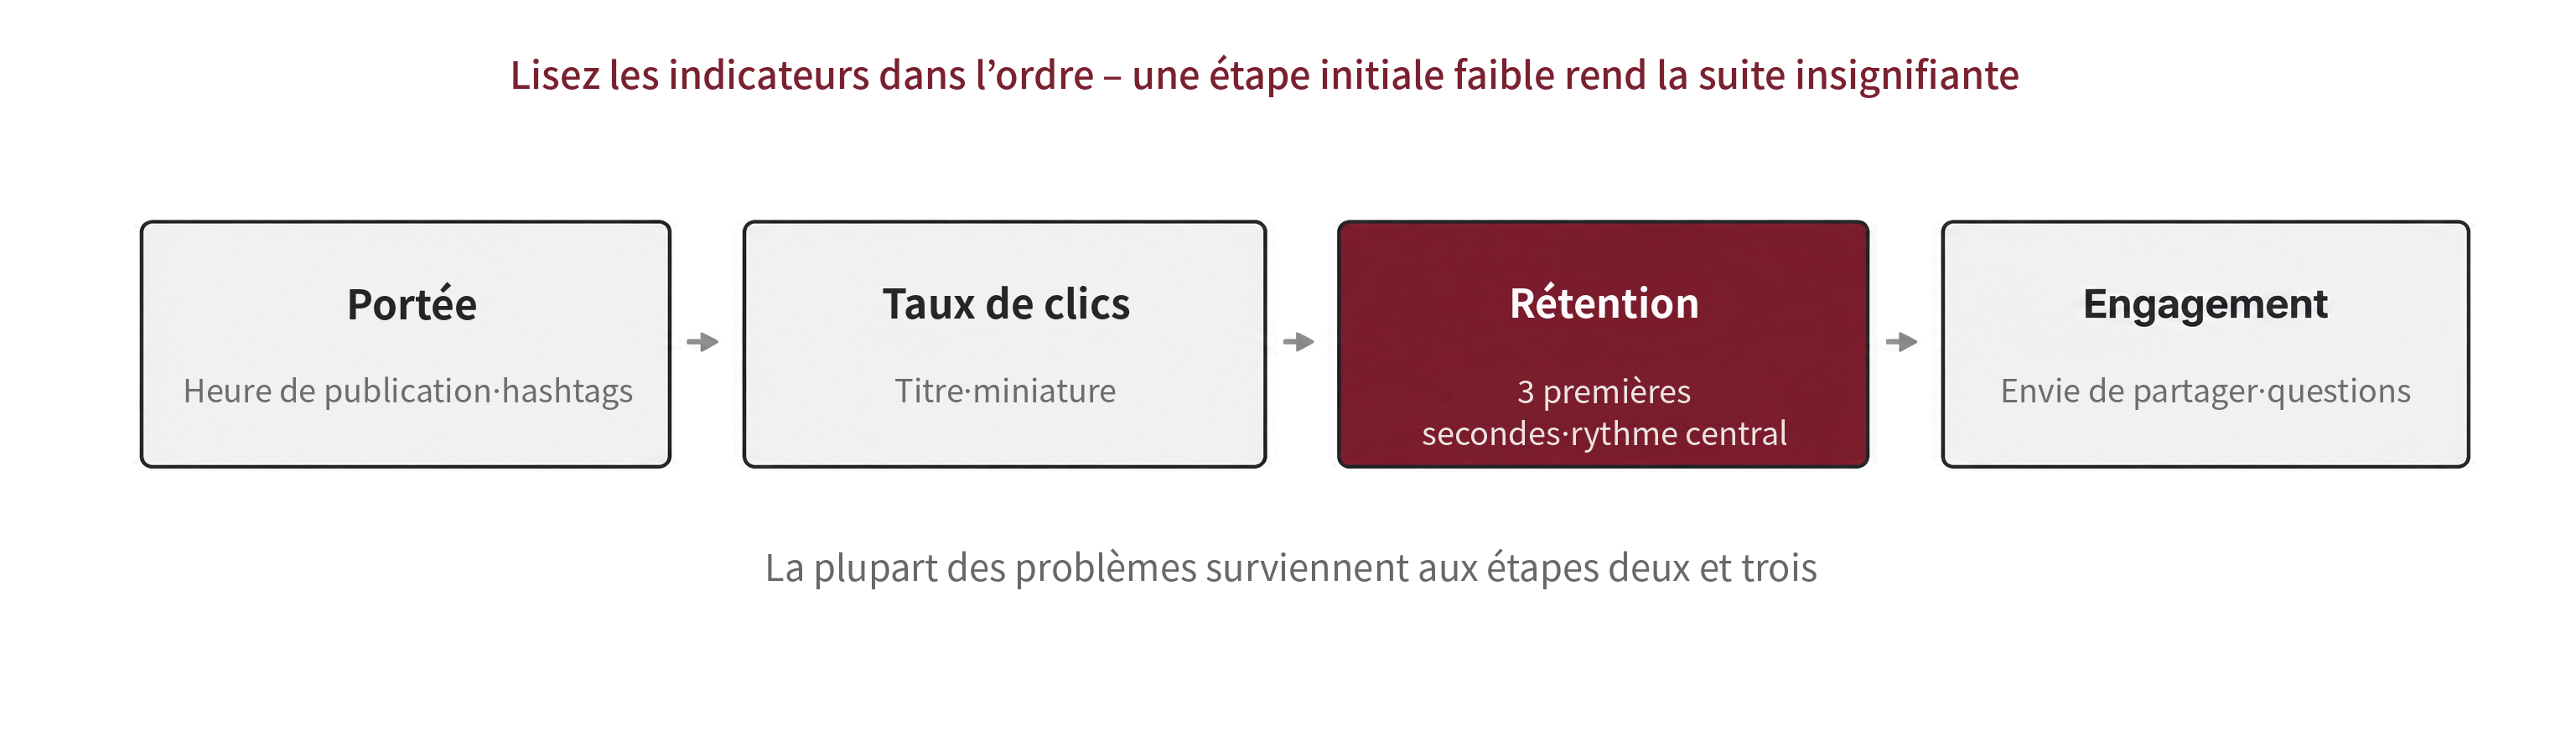 Lisez les indicateurs dans l’ordre – une étape initiale faible rend la suite insignifiante
Portée
Heure de publication·hashtags
Taux de clics
Titre·miniature
Rétention
3 premières
secondes·rythme central
Engagement
Envie de partager·questions
La plupart des problèmes surviennent aux étapes deux et trois